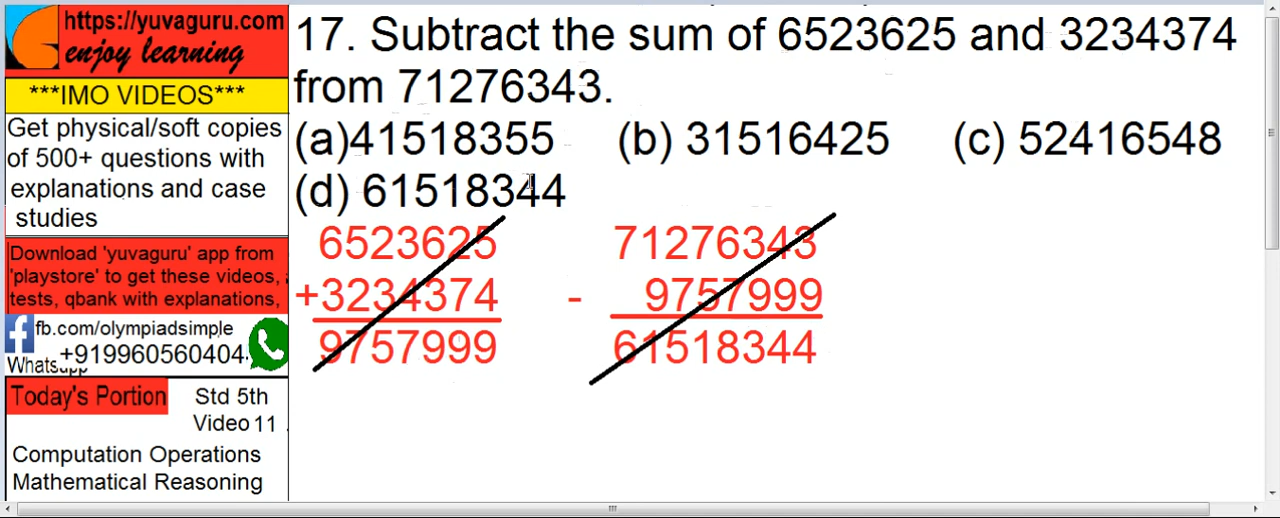 https://yuvaguru.com
enjoy learning
***IMO VIDEOS***
Get physical/soft copies
of 500+ questions with
explanations and case
studies
Download 'yuvaguru' app from
'playstore' to get these videos,
tests, qbank with explanations,
fb.com/olympiadsimple
+919960560404
Whatsupp
Today's Portion
Std 5th
Video 11
Computation Operations
Mathematical Reasoning
17. Subtract the sum of 6523625 and 3234374
from 71276343.
(a)41518355 (b) 31516425 (c) 52416548
(d) 61518344
6523625
+3234374
9757999
71276343
- 9757999
61518344